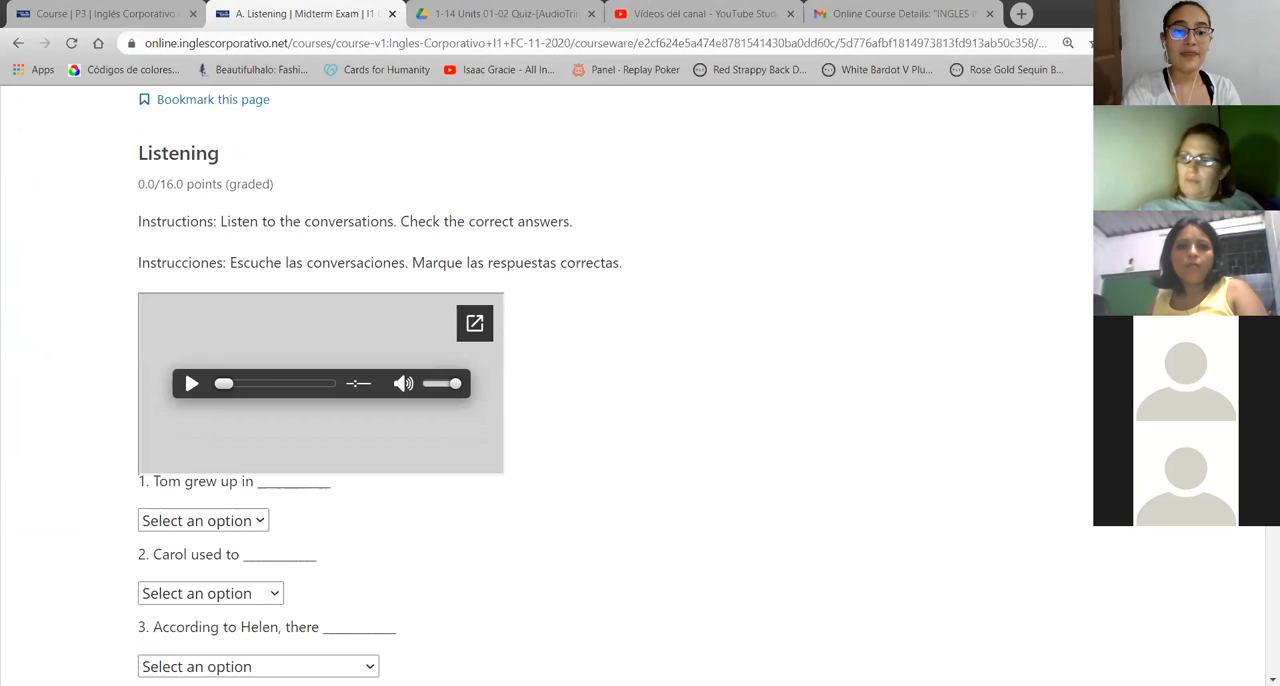 Course | P3 | Inglés Corporativo
A. Listening | Midterm Exam | I1
1-14 Units 01-02 Quiz-[AudioTrin
Vídeos del canal - YouTube Stud
Online Course Details: "INGLES I
online.inglescorporativo.net/courses/course-v1:Ingles-Corporativo+I1+FC-11-2020/courseware/e2cf624e5a474e8781541430ba0dd60c/5d776afbf1814973813fd913ab50c358/...
Apps
Códigos de colores...
Beautifulhalo: Fashi...
Cards for Humanity
Isaac Gracie - All In...
Panel · Replay Poker
Red Strappy Back D...
White Bardot V Plu...
Rose Gold Sequin B...
Bookmark this page
Listening
0.0/16.0 points (graded)
Instructions: Listen to the conversations. Check the correct answers.
Instrucciones: Escuche las conversaciones. Marque las respuestas correctas.
1. Tom grew up in __________
Select an option
2. Carol used to __________
Select an option
3. According to Helen, there __________
Select an option